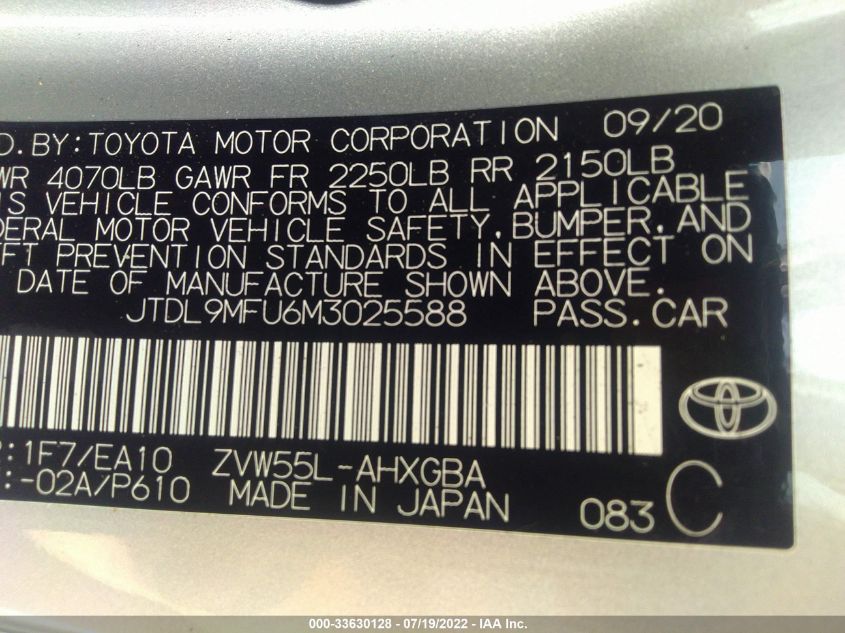 D. BY: TOYOTA MOTOR CORPORATION 09/20
WR 4070LB GAWR FR 2250LB RR 2150LB
IS VEHICLE CONFORMS TO ALL APPLICABLE
DERAL MOTOR VEHICLE SAFETY, BUMPER, AND
EFT PREVENTION STANDARDS IN EFFECT ON
DATE OF MANUFACTURE SHOWN ABOVE.
JTDL9MFU6M3025588 PASS.CAR
:1F7/EA10 ZVW55L-AHXGBA
:-02A/P610 MADE IN JAPAN 083 C
000-33630128 - 07/19/2022 - IAA Inc.